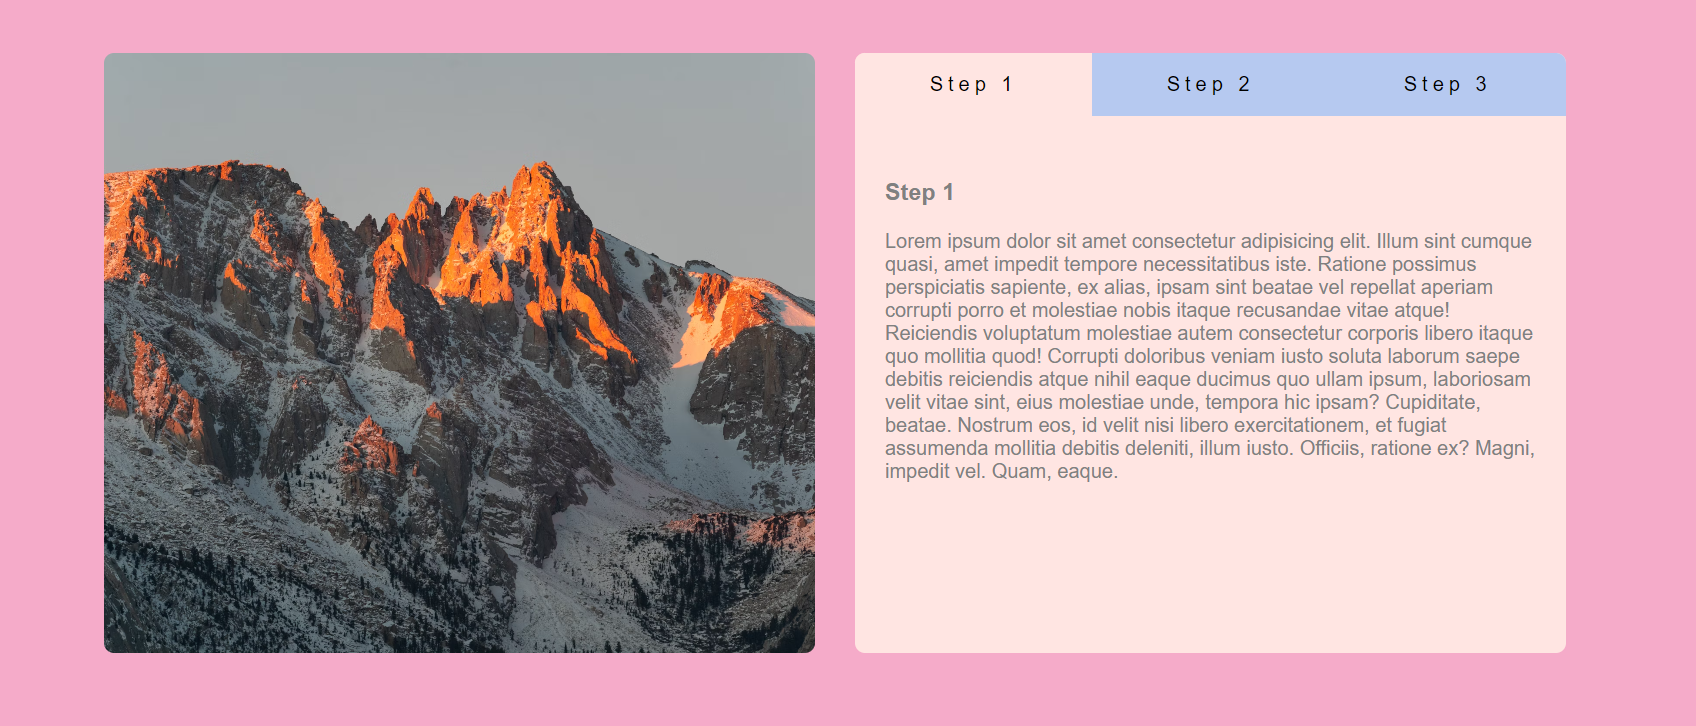 Step 1
Step 2
Step 3
Step 1
Lorem ipsum dolor sit amet consectetur adipisicing elit. Illum sint cumque
quasi, amet impedit tempore necessitatibus iste. Ratione possimus
perspiciatis sapiente, ex alias, ipsam sint beatae vel repellat aperiam
corrupti porro et molestiae nobis itaque recusandae vitae atque!
Reiciendis voluptatum molestiae autem consectetur corporis libero itaque
quo mollitia quod! Corrupti doloribus veniam iusto soluta laborum saepe
debitis reiciendis atque nihil eaque ducimus quo ullam ipsum, laboriosam
velit vitae sint, eius molestiae unde, tempora hic ipsam? Cupiditate,
beatae. Nostrum eos, id velit nisi libero exercitationem, et fugiat
assumenda mollitia debitis deleniti, illum iusto. Officiis, ratione ex? Magni,
impedit vel. Quam, eaque.